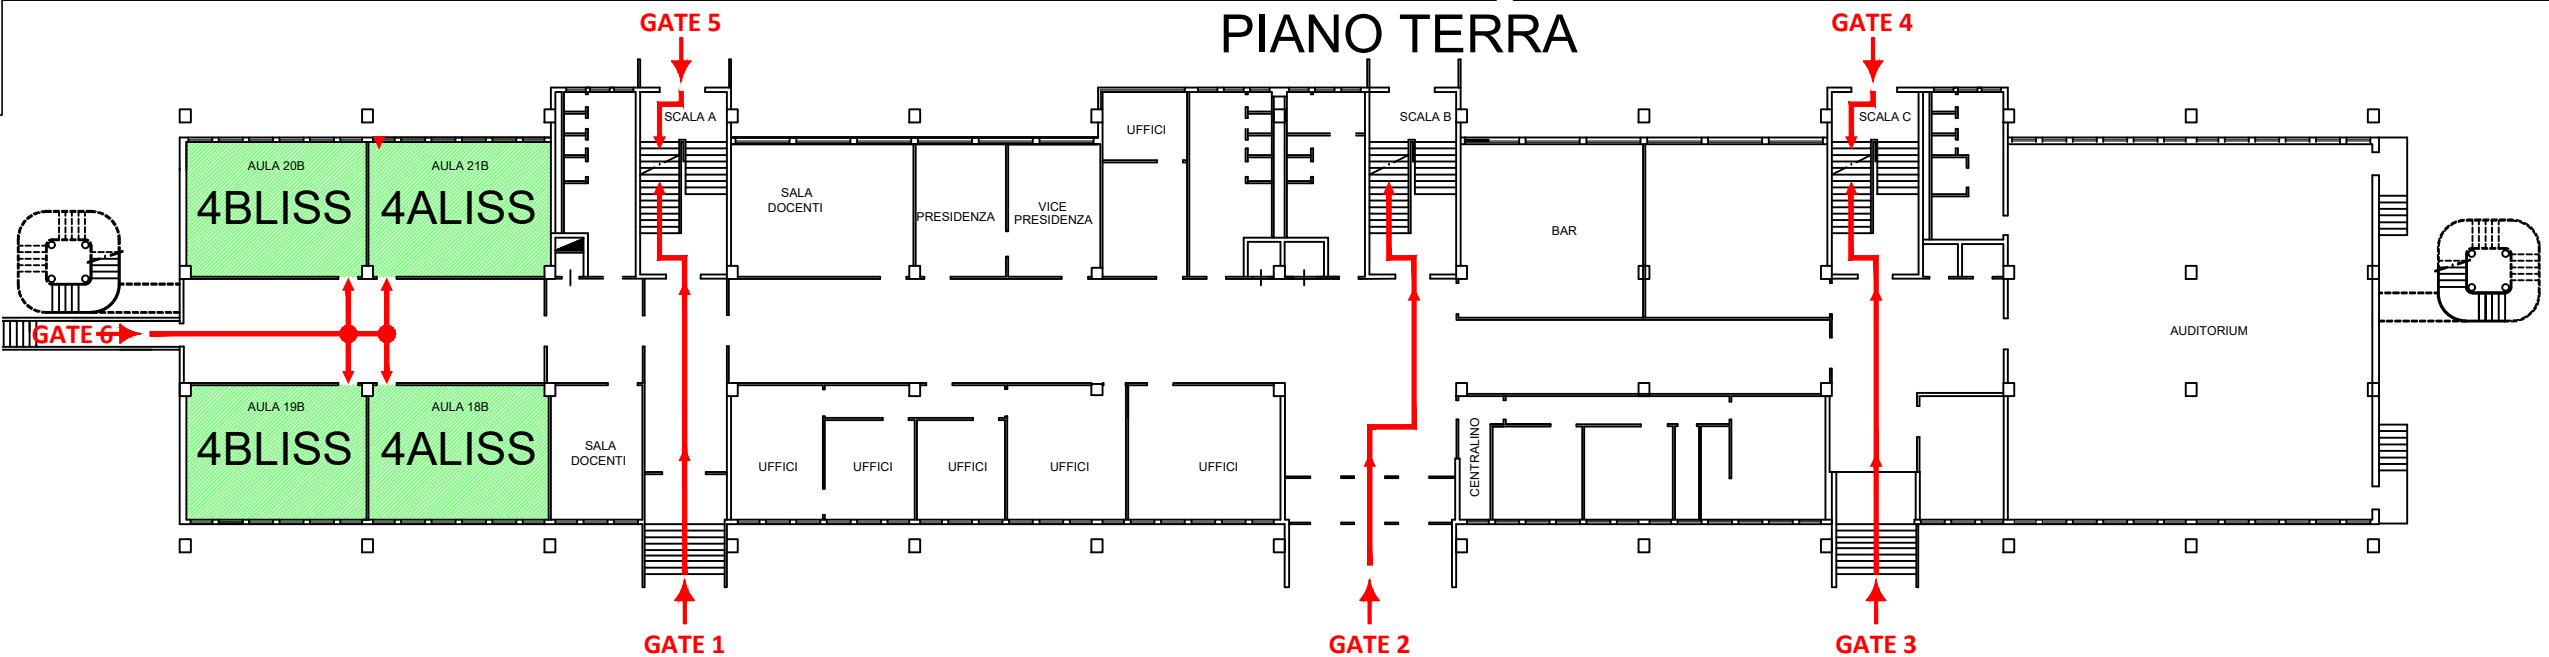 GATE 5
PIANO TERRA
GATE 4
SCALA A
SCALA B
SCALA C
UFFICI
AULA 20B
4BLISS
AULA 21B
4ALISS
SALA
DOCENTI
PRESIDENZA
VICE
PRESIDENZA
BAR
GATE 6
AUDITORIUM
AULA 19B
4BLISS
AULA 18B
4ALISS
SALA
DOCENTI
UFFICI
UFFICI
UFFICI
UFFICI
UFFICI
CENTRALINO
GATE 1
GATE 2
GATE 3